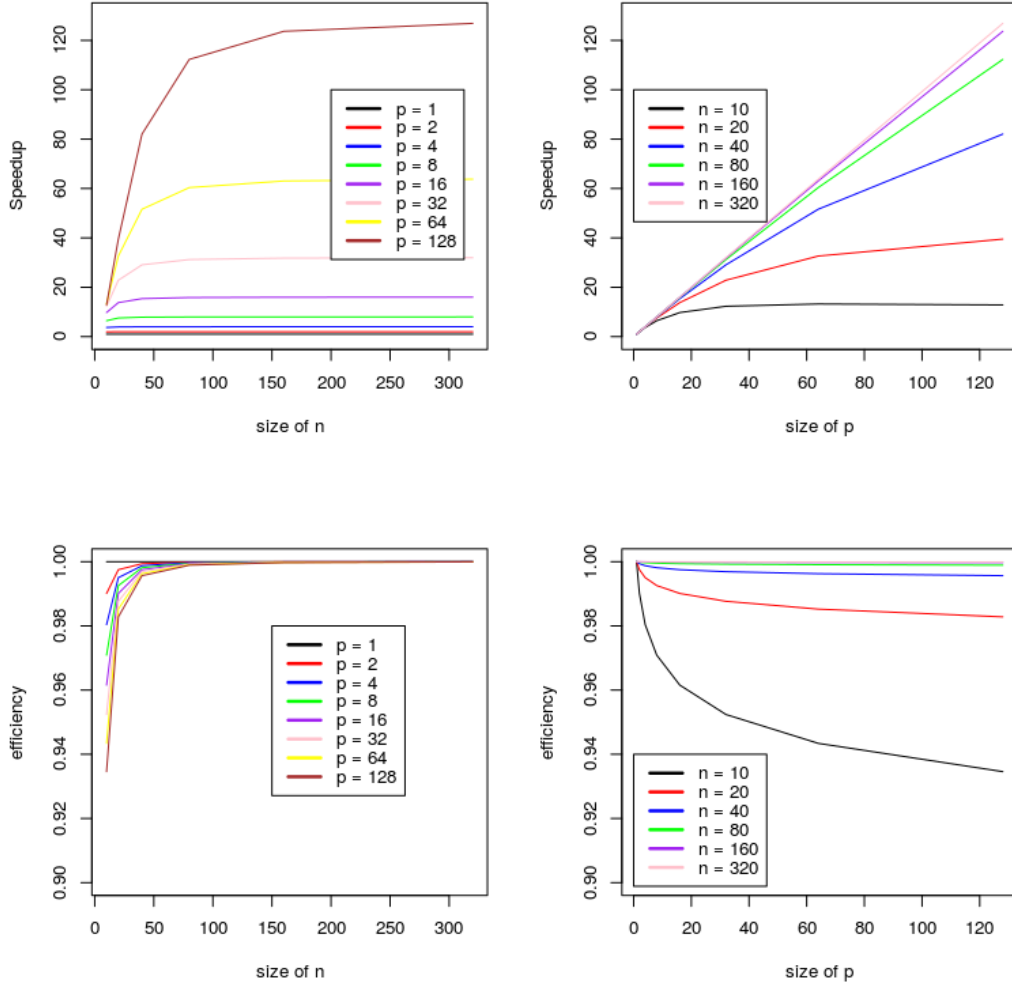 Speedup
0 20 40 60 80 100 120
p = 1
p = 2
p = 4
p = 8
p = 16
p = 32
p = 64
p = 128
0 50 100 150 200 250 300
size of n
Speedup
0 20 40 60 80 100 120
n = 10
n = 20
n = 40
n = 80
n = 160
n = 320
0 20 40 60 80 100 120
size of p
efficiency
0.90 0.92 0.94 0.96 0.98 1.00
p = 1
p = 2
p = 4
p = 8
p = 16
p = 32
p = 64
p = 128
0 50 100 150 200 250 300
size of n
efficiency
0.90 0.92 0.94 0.96 0.98 1.00
n = 10
n = 20
n = 40
n = 80
n = 160
n = 320
0 20 40 60 80 100 120
size of p